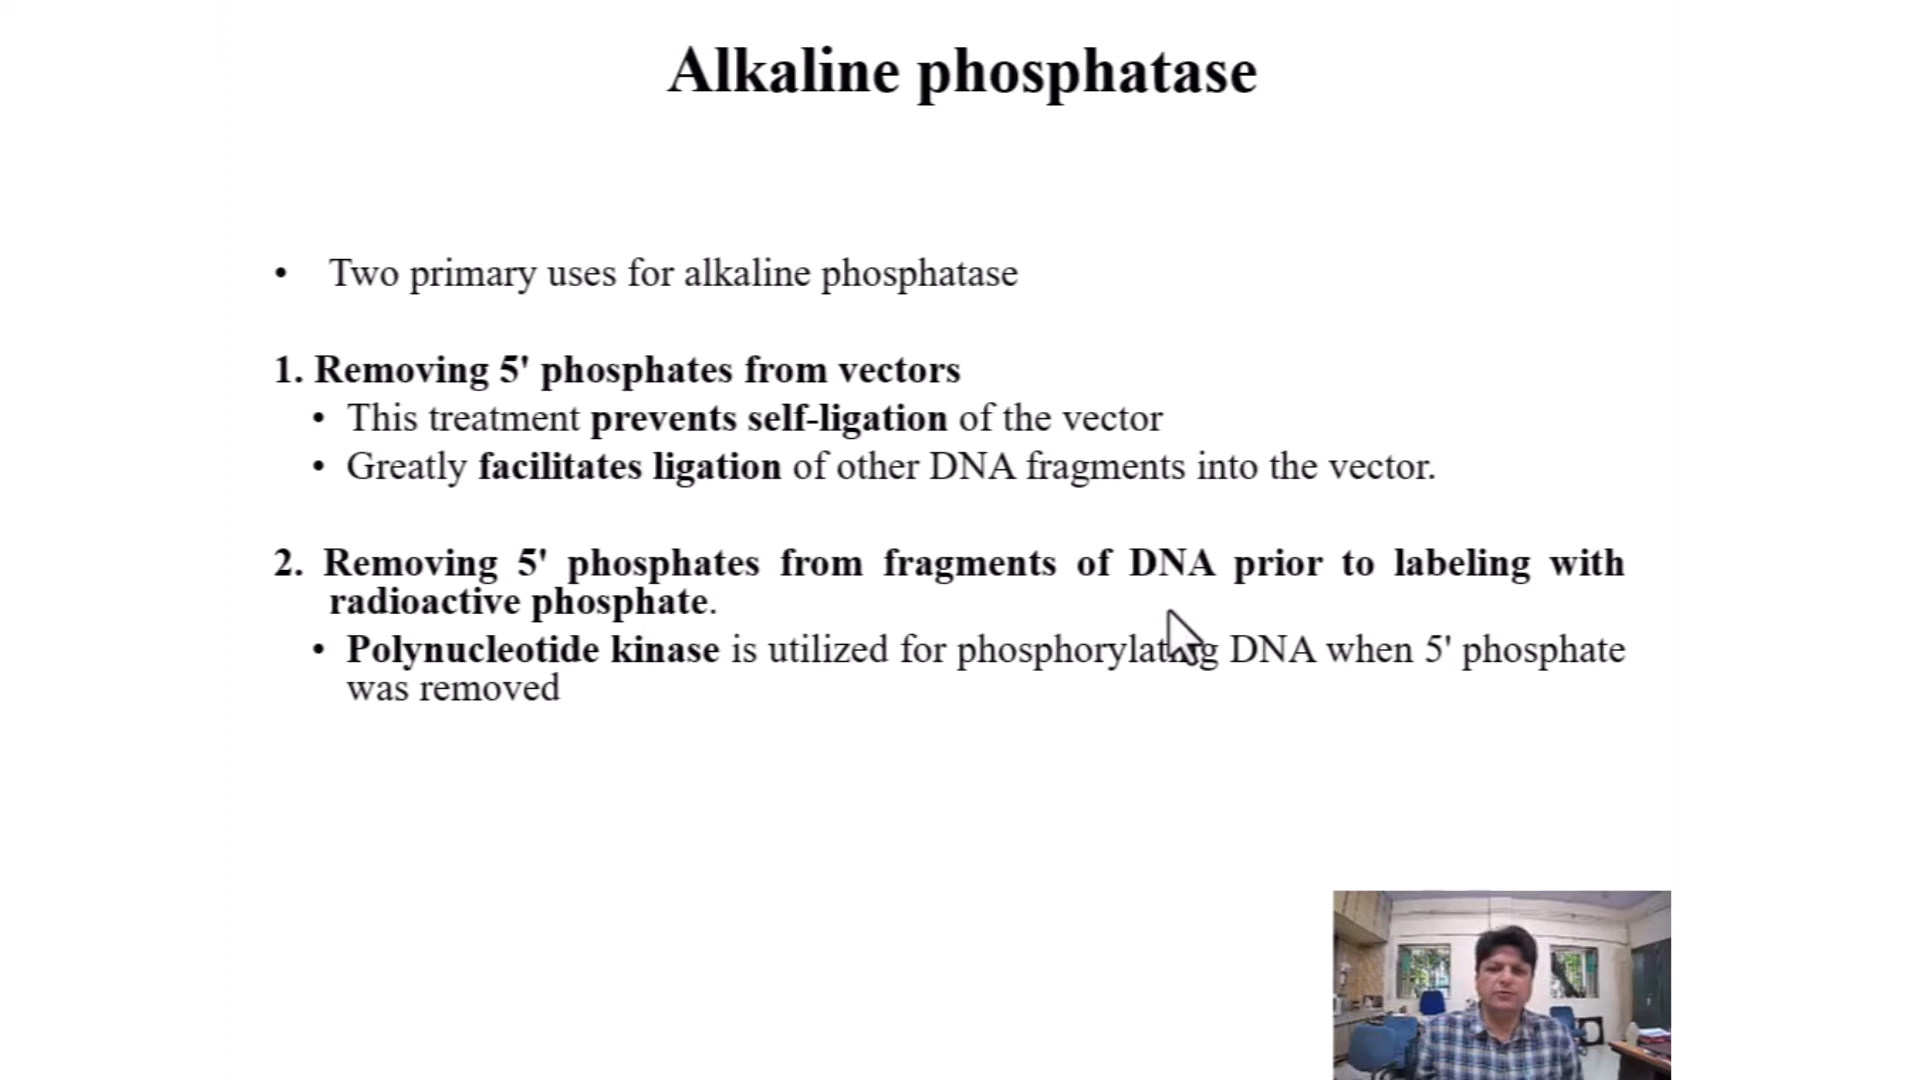 Alkaline phosphatase
• Two primary uses for alkaline phosphatase
1. Removing 5' phosphates from vectors
• This treatment prevents self-ligation of the vector
• Greatly facilitates ligation of other DNA fragments into the vector.
2. Removing 5' phosphates from fragments of DNA prior to labeling with
radioactive phosphate.
• Polynucleotide kinase is utilized for phosphorylating DNA when 5' phosphate
was removed